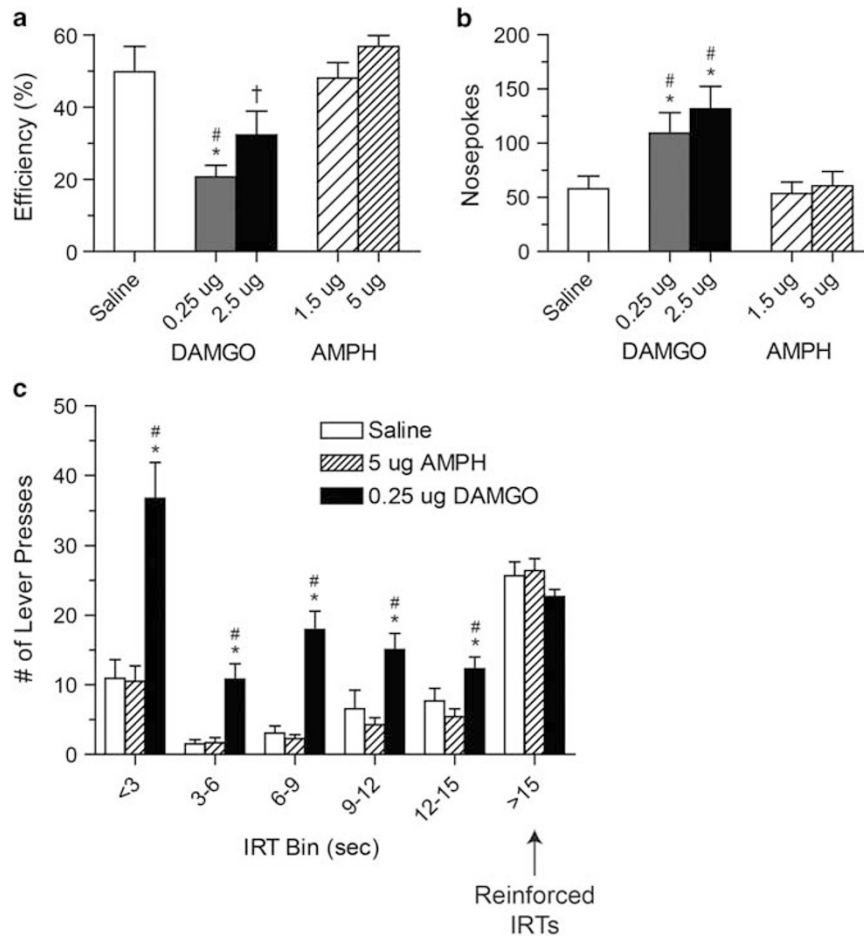 a
60
40
20
0
Efficiency (%)
#
*
†
Saline
0.25 ug
2.5 ug
1.5 ug
5 ug
DAMGO
AMPH
b
200
150
100
50
0
Nosepokes
#
*
#
*
Saline
0.25 ug
2.5 ug
1.5 ug
5 ug
DAMGO
AMPH
c
50
40
30
20
10
0
# of Lever Presses
Saline
5 ug AMPH
0.25 ug DAMGO
#
*
#
*
#
*
#
*
#
*
<3
3-6
6-9
9-12
12-15
>15
IRT Bin (sec)
Reinforced
IRTs